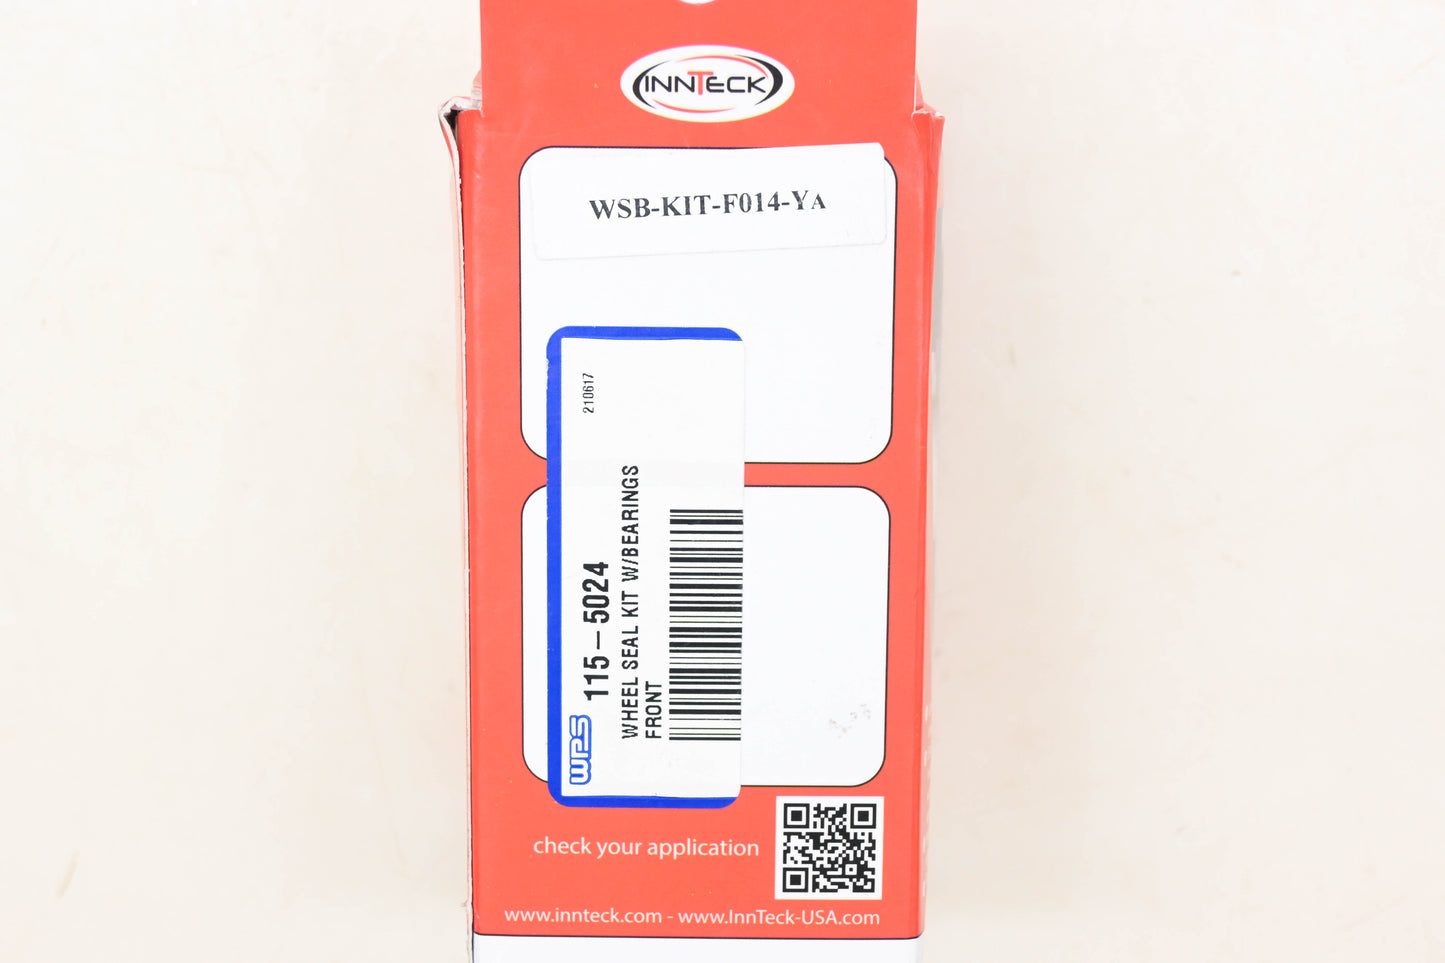 INNTECK
WSB-KIT-F014-YA
210617
WPS
115-5024
WHEEL SEAL KIT W/BEARINGS
FRONT
check your application
www.innteck.com - www.InnTeck-USA.com